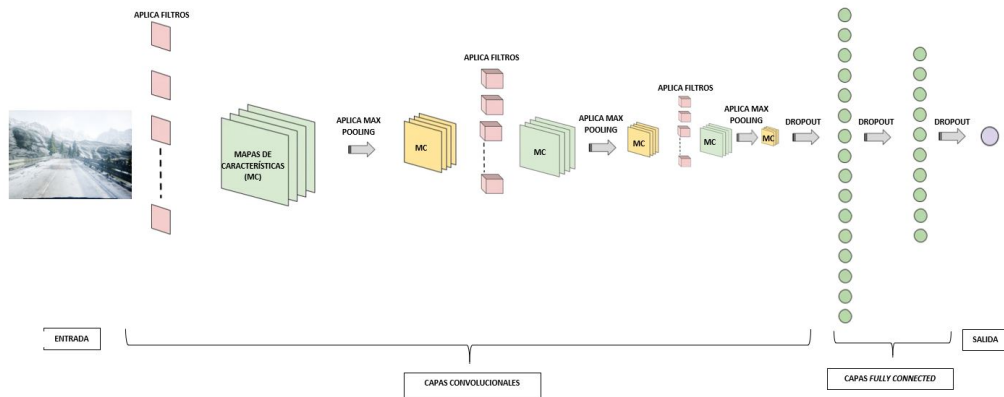 APLICA FILTROS
MAPAS DE
CARACTERÍSTICAS
(MC)
APLICA MAX
POOLING
MC
APLICA FILTROS
MC
APLICA MAX
POOLING
MC
APLICA FILTROS
MC
APLICA MAX
POOLING
MC
DROPOUT
DROPOUT
DROPOUT
ENTRADA
CAPAS CONVOLUCIONALES
CAPAS FULLY CONNECTED
SALIDA